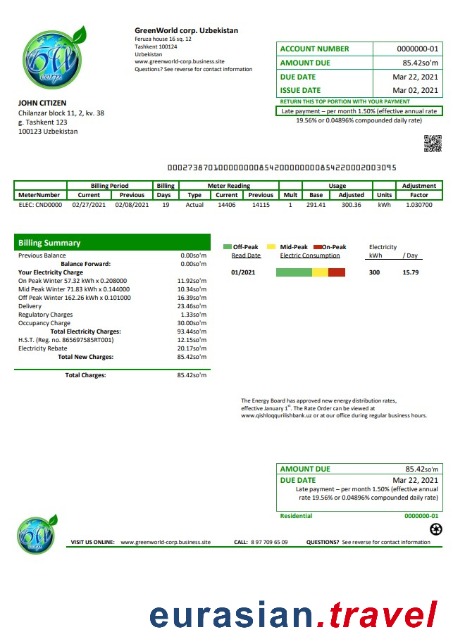 GreenWorld corp. Uzbekistan
Feruza house 16 sq, 12
Tashkent 100124
Uzbekistan
www.greenworld-corp.business.site
Questions? See reverse for contact information
ACCOUNT NUMBER 0000000-01
AMOUNT DUE 85.42so'm
DUE DATE Mar 22, 2021
ISSUE DATE Mar 02, 2021
RETURN THIS TOP PORTION WITH YOUR PAYMENT
Late payment – per month 1.50% (effective annual rate
19.56% or 0.04896% compounded daily rate)
JOHN CITIZEN
Chilanzar block 11, 2, kv. 38
g. Tashkent 123
100123 Uzbekistan
Billing Period Billing Meter Reading Usage Adjustment
MeterNumber Current Previous Days Type Current Previous Mult Base Adjusted Units Factor
ELEC: CND0000 02/27/2021 02/08/2021 19 Actual 14406 14115 1 291.41 300.36 kWh 1.030700
Billing Summary
Previous Balance 0.00so'm
Balance Forward: 0.00so'm
Your Electricity Charge
On Peak Winter 57.32 kWh x 0.208000 11.92so'm
Mid Peak Winter 71.83 kWh x 0.144000 10.34so'm
Off Peak Winter 162.26 kWh x 0.101000 16.39so'm
Delivery 23.46so'm
Regulatory Charges 1.33so'm
Occupancy Charge 30.00so'm
Total Electricity Charges: 93.44so'm
H.S.T. (Reg. no. 865697585RT001) 12.15so'm
Electricity Rebate 20.17so'm
Total New Charges: 85.42so'm
Total Charges: 85.42so'm
Off-Peak Mid-Peak On-Peak Electricity
Read Date Electric Consumption kWh / Day
01/2021 300 15.79
The Energy Board has approved new energy distribution rates,
effective January 1st. The Rate Order can be viewed at
www.qishloqqurilishbank.uz or at our office during regular business hours.
AMOUNT DUE 85.42so'm
DUE DATE Mar 22, 2021
Late payment – per month 1.50% (effective annual
rate 19.56% or 0.04896% compounded daily rate)
Residential 0000000-01
VISIT US ONLINE: www.greenworld-corp.business.site CALL: 8 97 709 65 09 QUESTIONS? See reverse for contact information
eurasian.travel